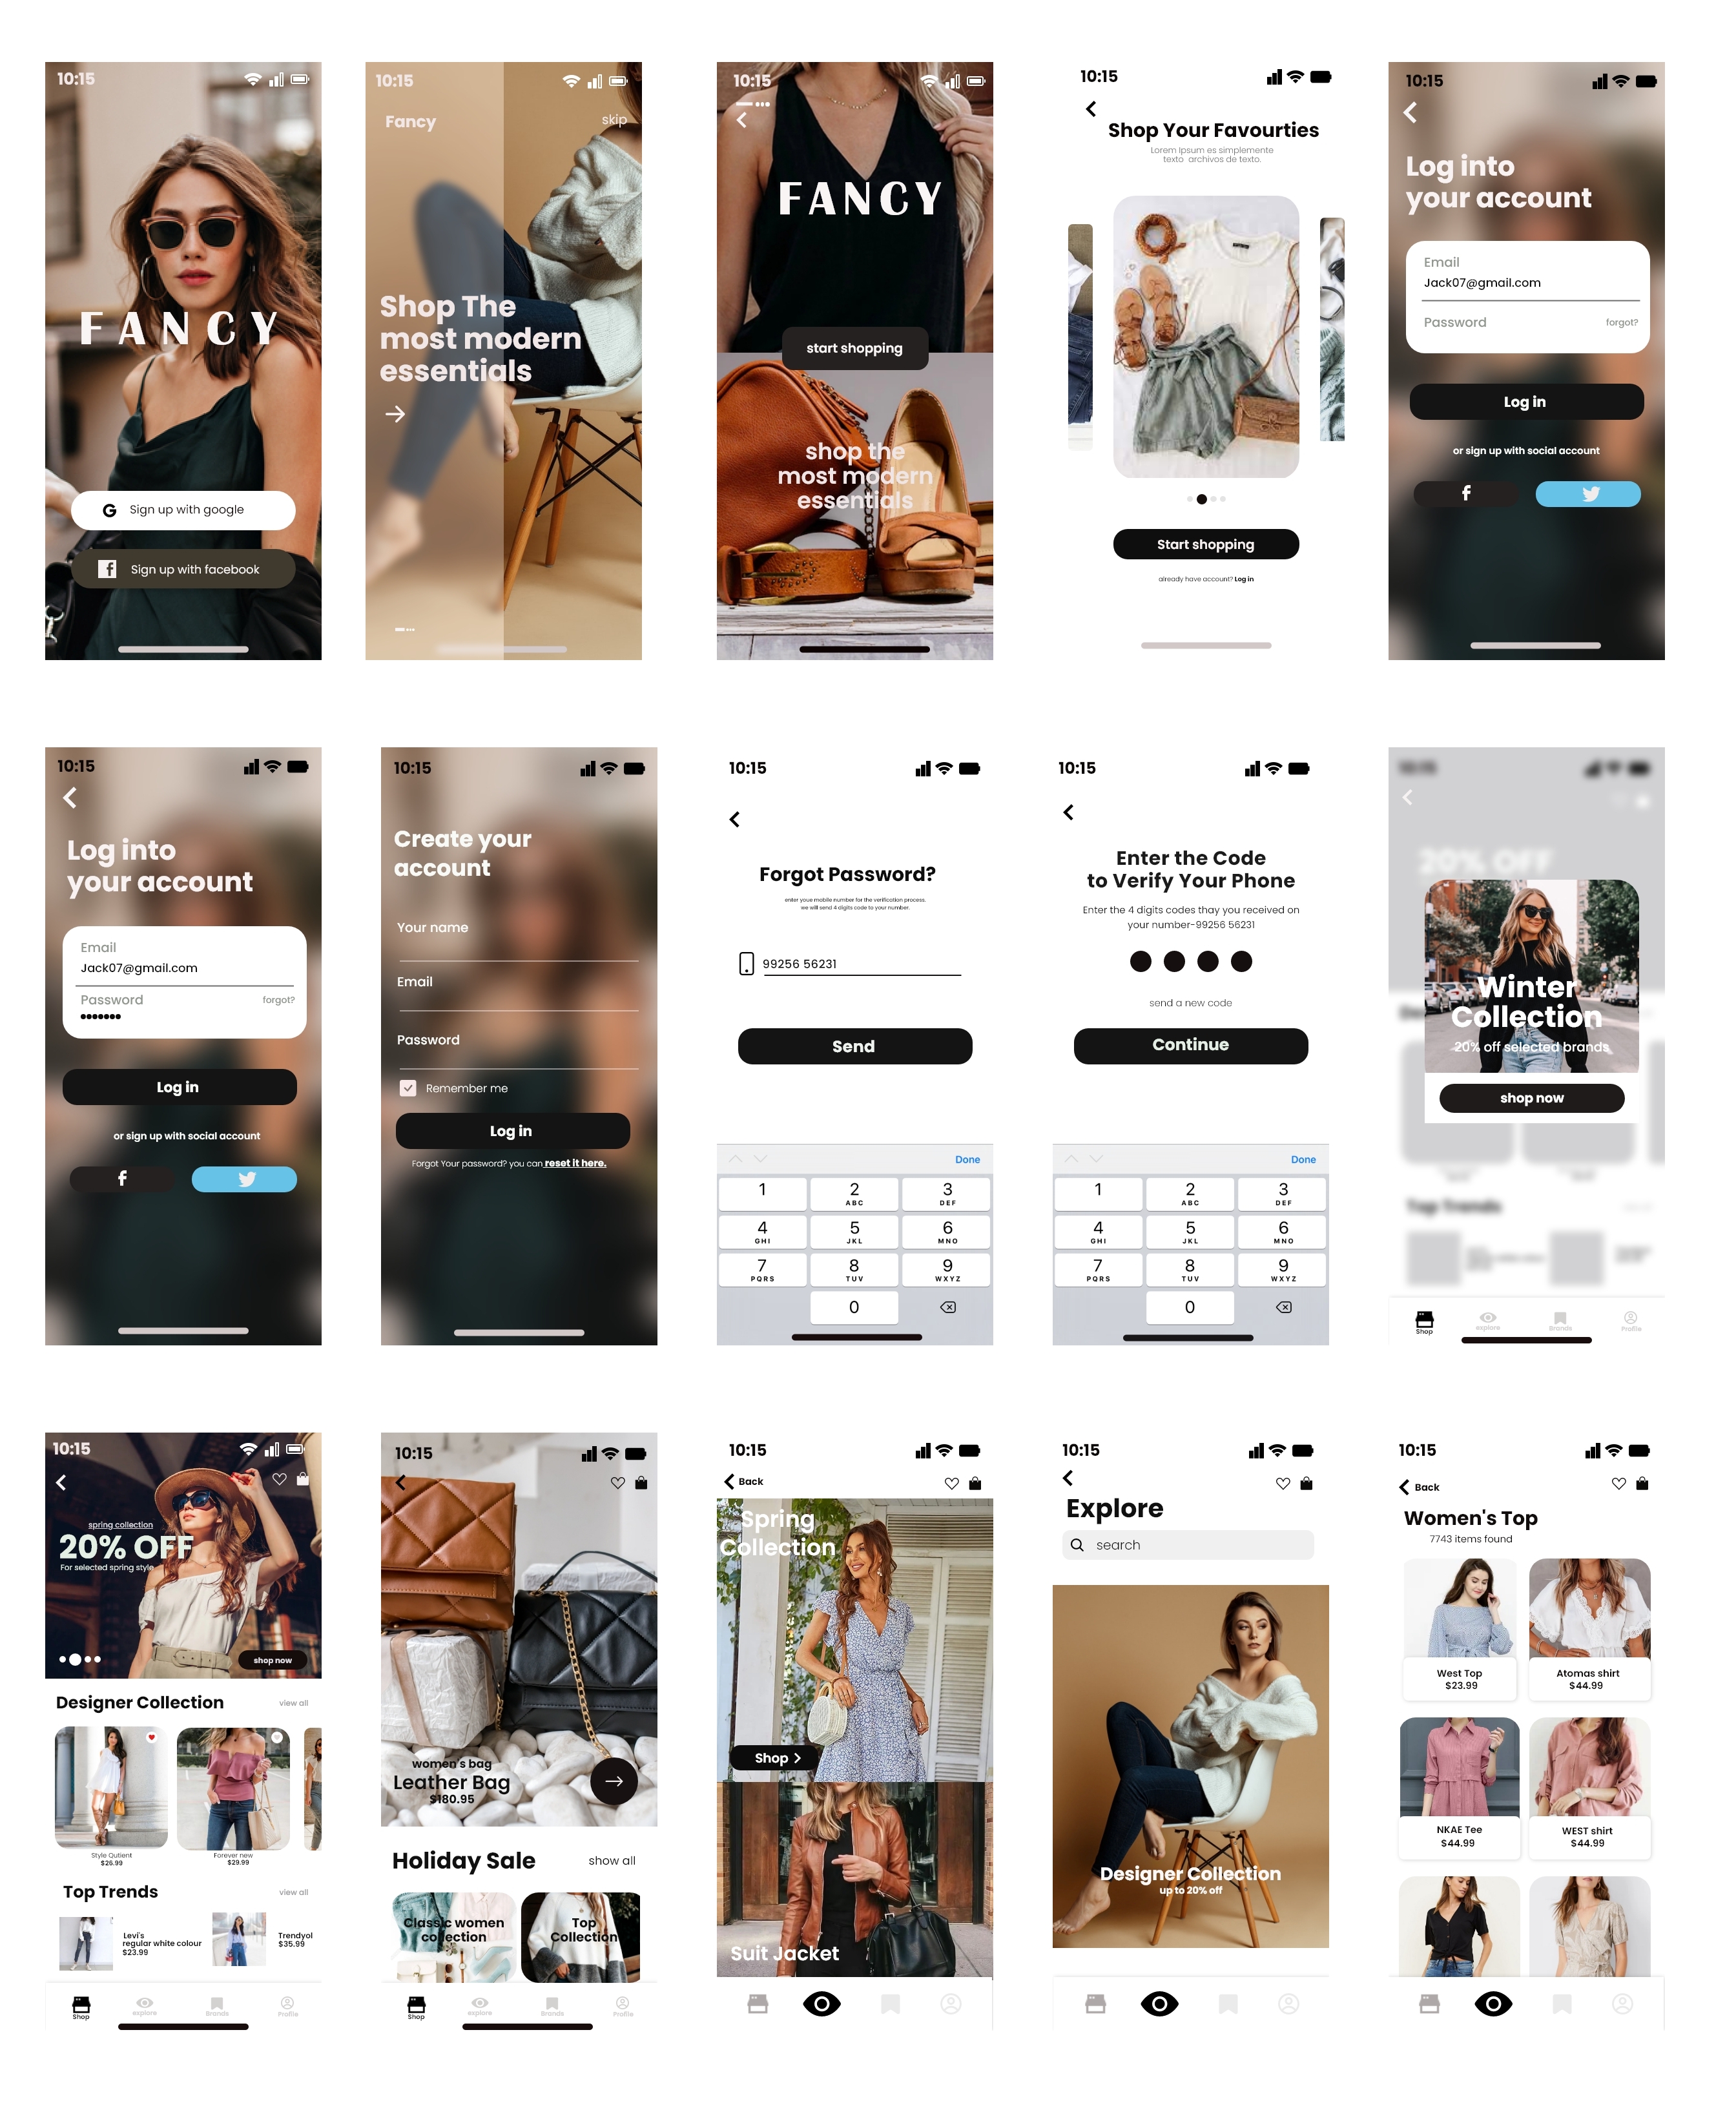 10:15
FANCY
Sign up with google
Sign up with facebook
10:15
Fancy
skip
Shop The
most modern
essentials
10:15
FANCY
start shopping
shop the
most modern
essentials
10:15
Shop Your Favourties
Lorem Ipsum es simplemente
texto archivos de texto.
Start shopping
already have account? Log in
10:15
Log into
your account
Email
Jack07@gmail.com
Password
forgot?
Log in
or sign up with social account
10:15
Log into
your account
Email
Jack07@gmail.com
Password
forgot?
Log in
or sign up with social account
10:15
Create your
account
Your name
Email
Password
Remember me
Log in
Forgot Your password? you can reset it here.
10:15
Forgot Password?
enter youe mobile number for the verification process,
we will send 4 digits code to your number.
99256 56231
Send
Done
1
2
ABC
3
DEF
4
GHI
5
JKL
6
MNO
7
PQRS
8
TUV
9
WXYZ
0
10:15
Enter the Code
to Verify Your Phone
Enter the 4 digits codes thay you received on
your number-99256 56231
send a new code
Continue
Done
1
2
ABC
3
DEF
4
GHI
5
JKL
6
MNO
7
PQRS
8
TUV
9
WXYZ
0
10:15
20% OFF
Winter
Collection
20% off selected brands
shop now
Top Trends
Shop
explore
Brands
Profile
10:15
spring collection
20% OFF
For selected spring style
shop now
Designer Collection
view all
Style Qutient
$26.99
Forever new
$29.99
Top Trends
view all
Levi's
regular white colour
$23.99
Trendyol
$35.99
Shop
explore
Brands
Profile
10:15
women's bag
Leather Bag
$180.95
Holiday Sale
show all
Classic women
collection
Top
Collection
Shop
explore
Brands
Profile
10:15
Back
Spring
Collection
Shop
Suit Jacket
10:15
Explore
search
Designer Collection
up to 20% off
10:15
Back
Women's Top
7743 items found
West Top
$23.99
Atomas shirt
$44.99
NKAE Tee
$44.99
WEST shirt
$44.99